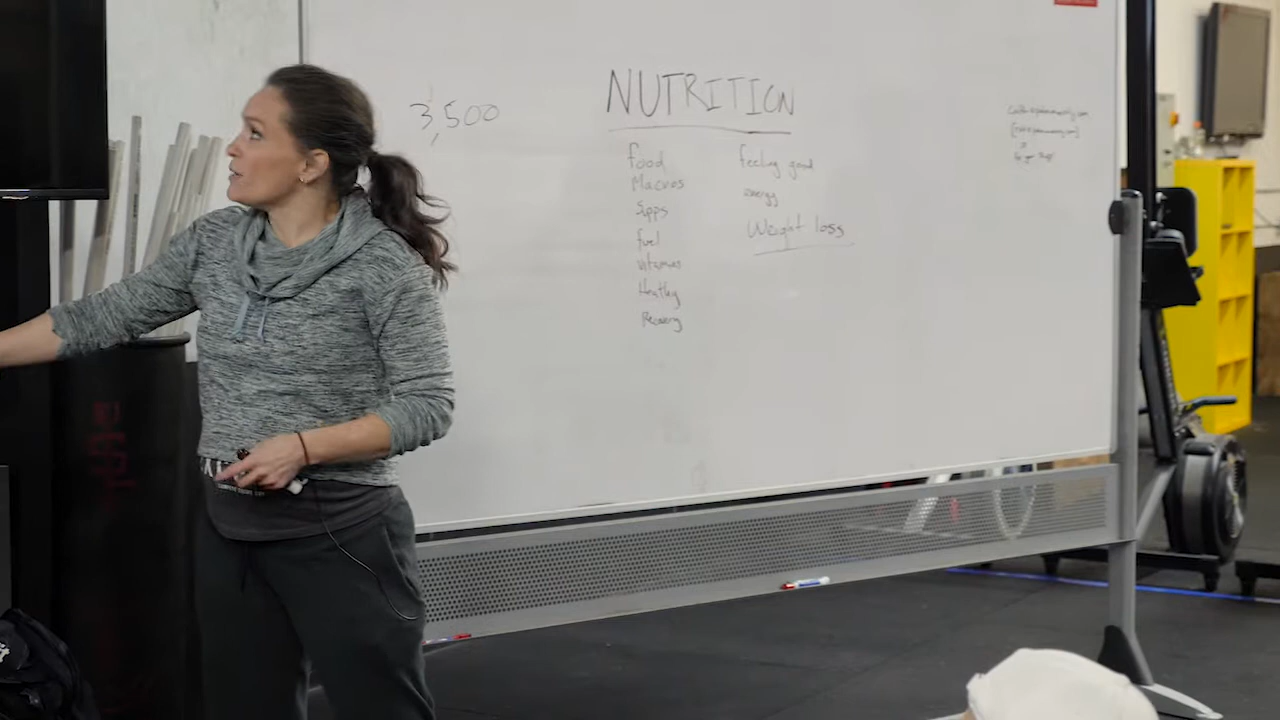 3,500
NUTRITION
food
Macros
Supps
fuel
vitamins
Healthy
Recovery
feeling good
energy
Weight loss